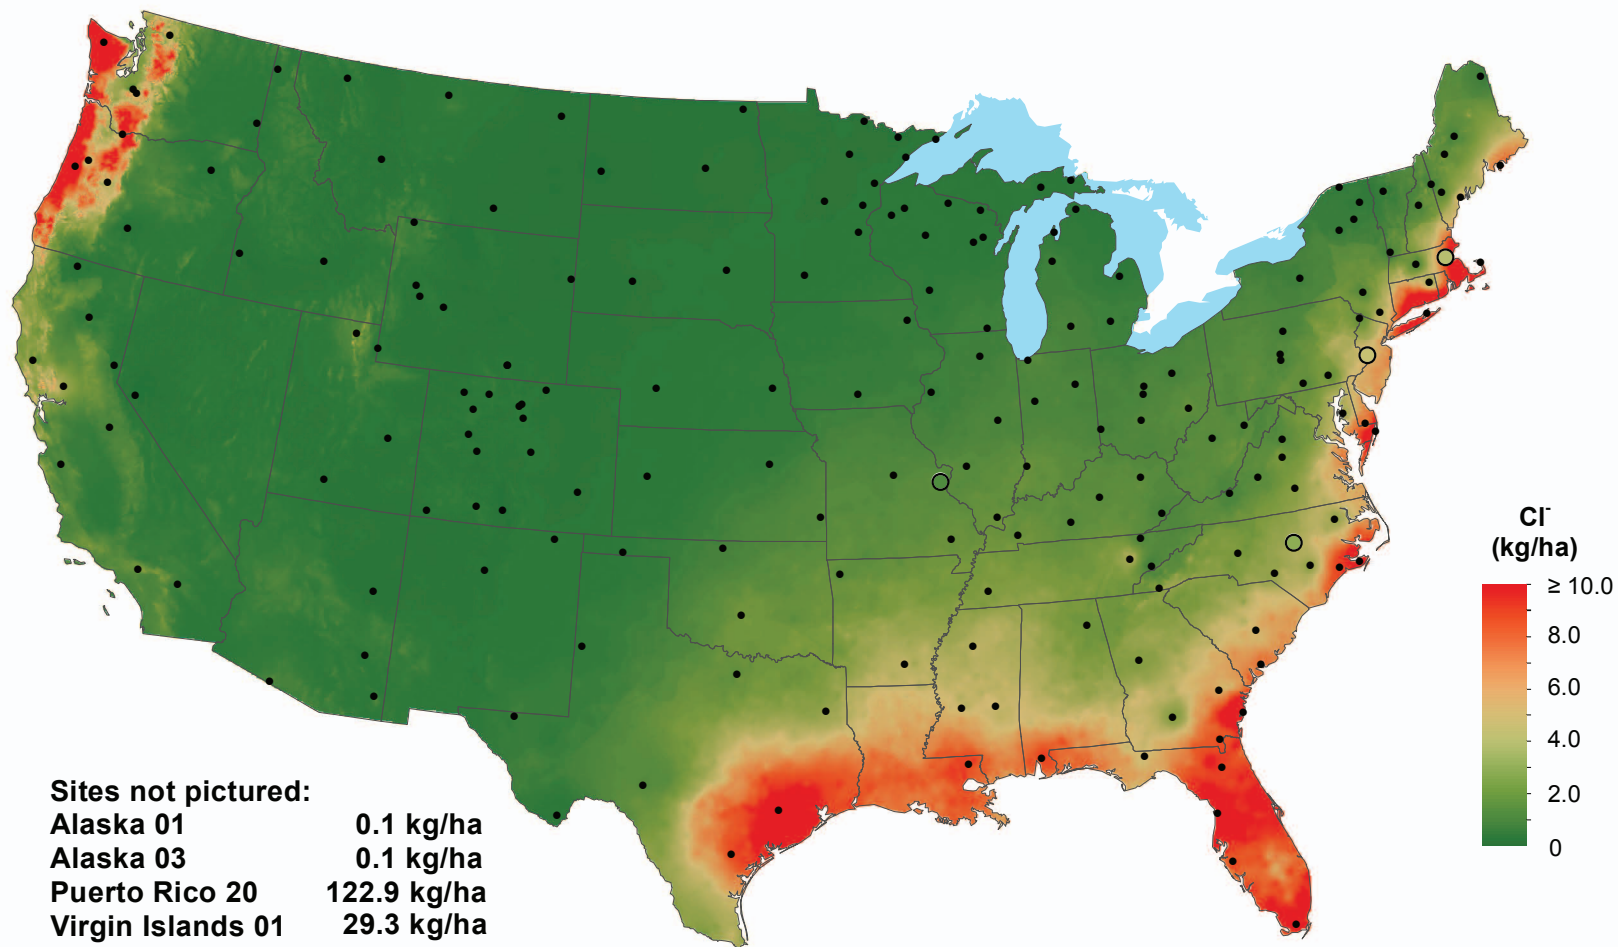 Cl-
(kg/ha)
≥ 10.0
8.0
6.0
4.0
2.0
0
Sites not pictured:
Alaska 01 0.1 kg/ha
Alaska 03 0.1 kg/ha
Puerto Rico 20 122.9 kg/ha
Virgin Islands 01 29.3 kg/ha